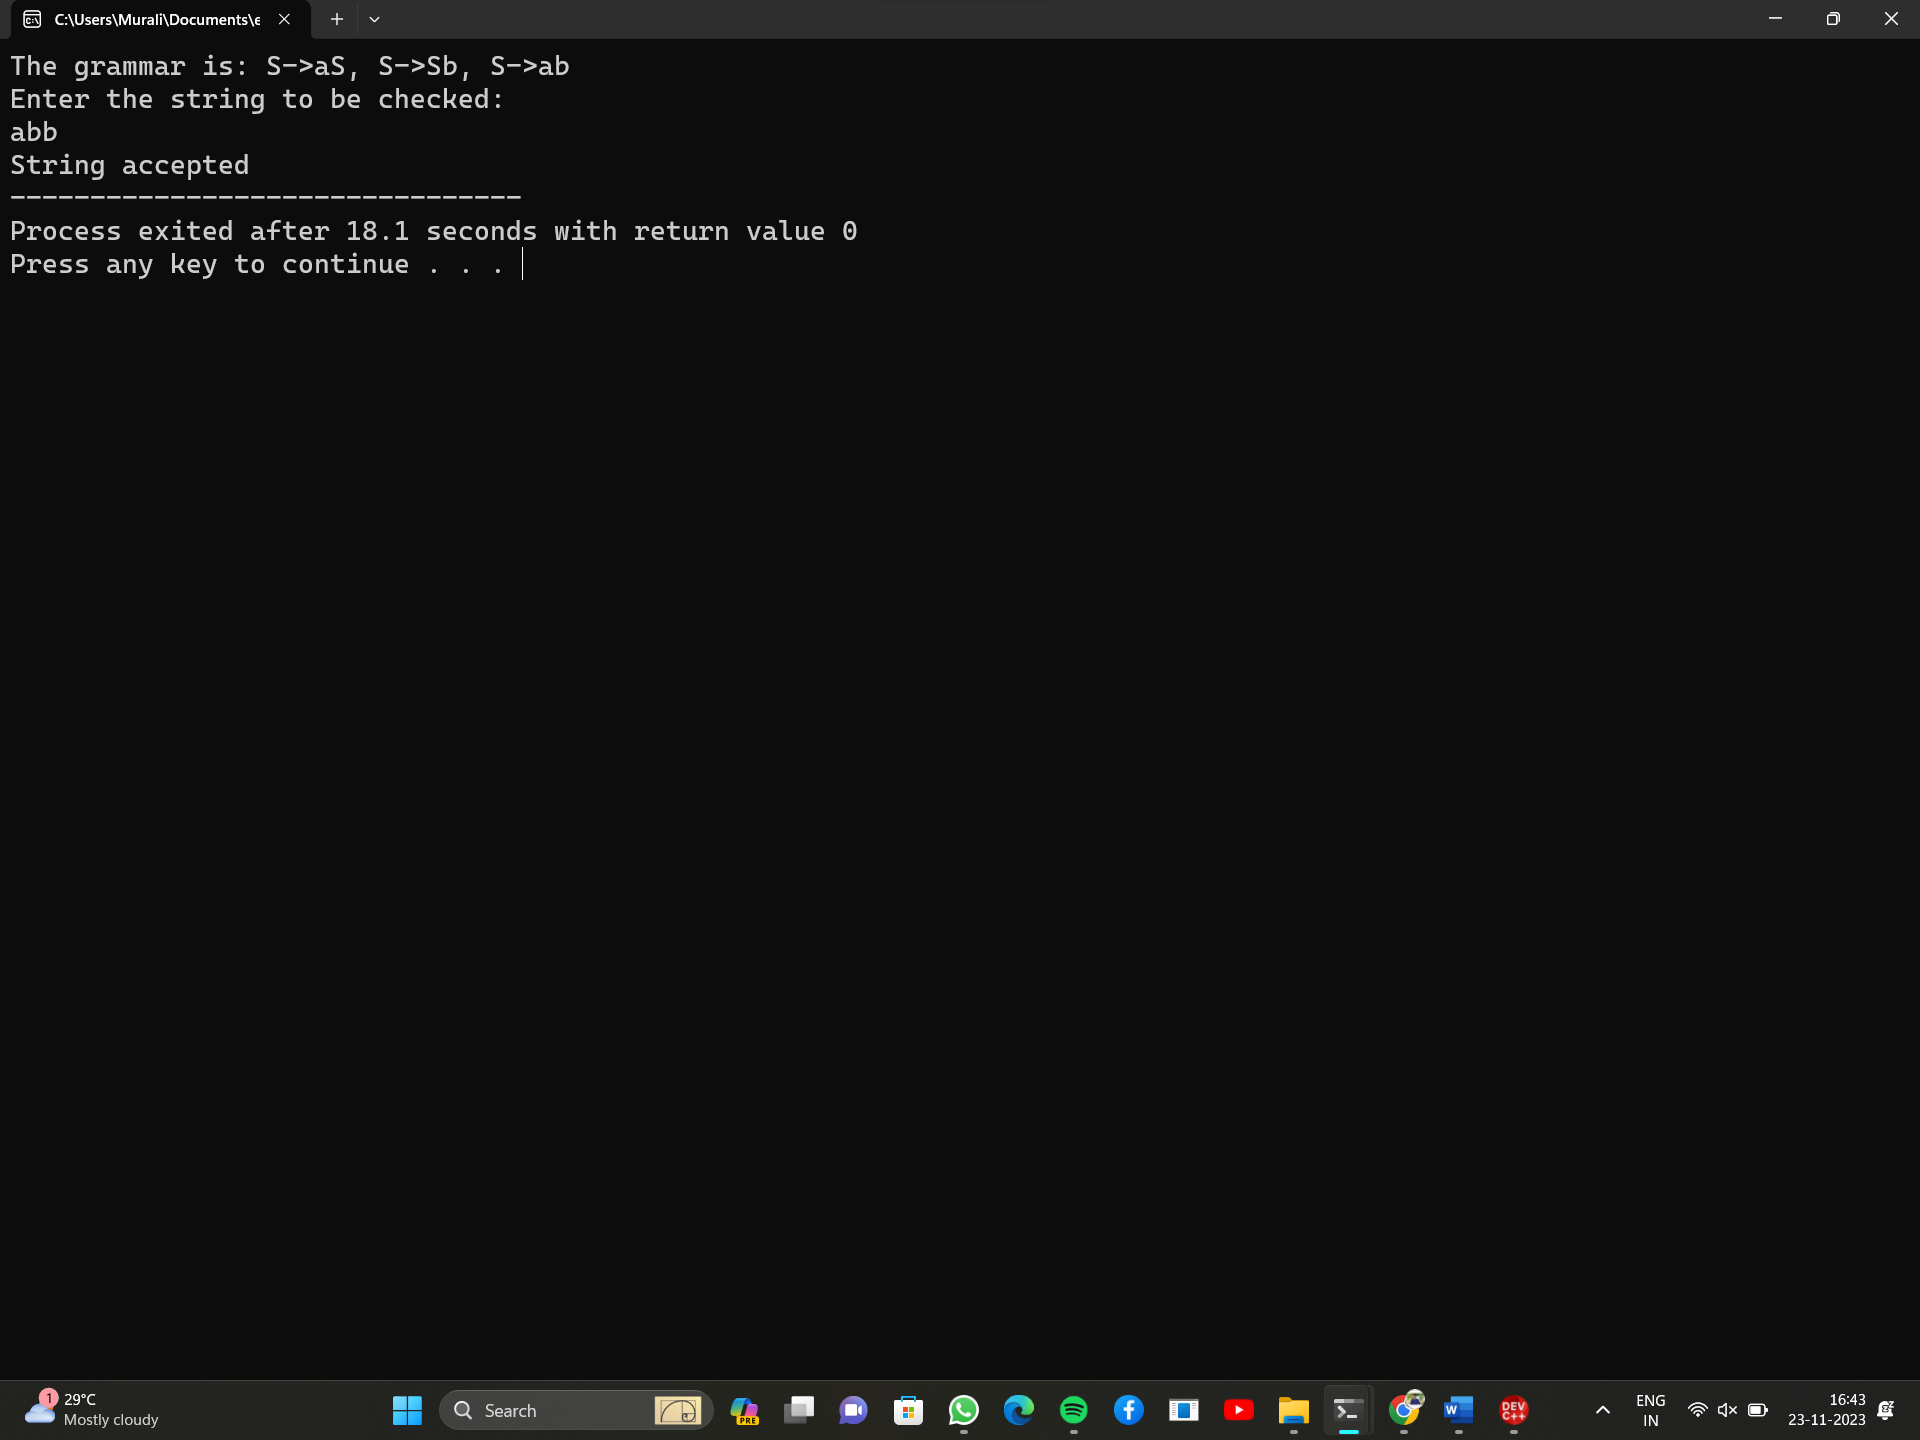 C:\Users\Murali\Documents\e
The grammar is: S->aS, S->Sb, S->ab
Enter the string to be checked:
abb
String accepted
--------------------------------
Process exited after 18.1 seconds with return value 0
Press any key to continue . . .
1
29°C
Mostly cloudy
Search
PRE
W
DEV
C++
ENG
IN
16:43
23-11-2023